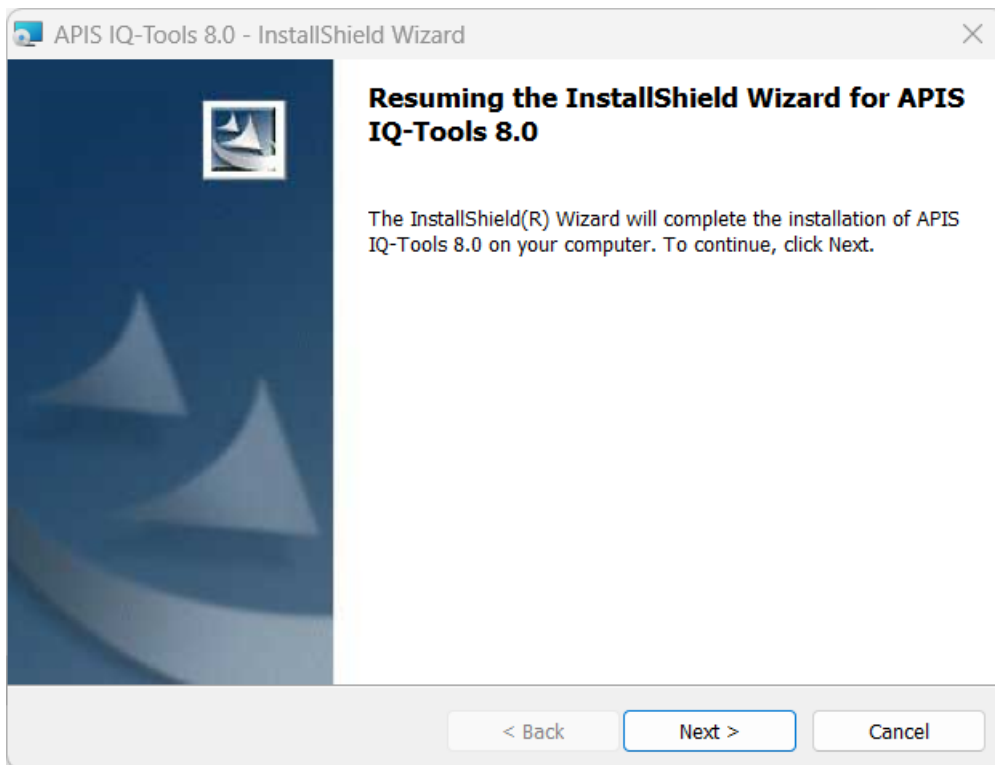 APIS IQ-Tools 8.0 - InstallShield Wizard
Resuming the InstallShield Wizard for APIS
IQ-Tools 8.0
The InstallShield(R) Wizard will complete the installation of APIS
IQ-Tools 8.0 on your computer. To continue, click Next.
< Back
Next >
Cancel